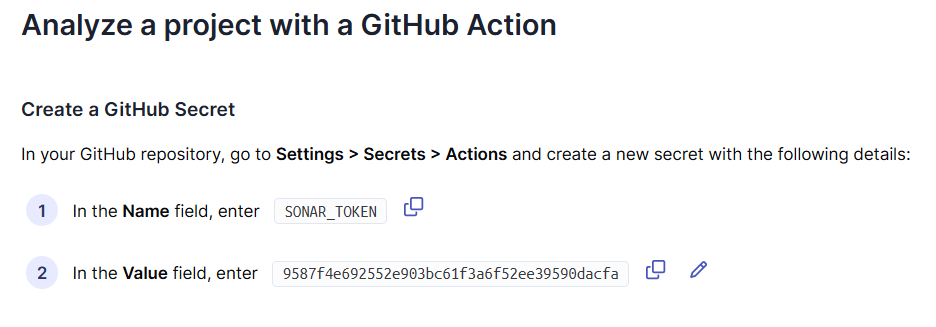 Analyze a project with a GitHub Action
Create a GitHub Secret
In your GitHub repository, go to Settings > Secrets > Actions and create a new secret with the following details:
1 In the Name field, enter SONAR_TOKEN
2 In the Value field, enter 9587f4e692552e903bc61f3a6f52ee39590dacfa